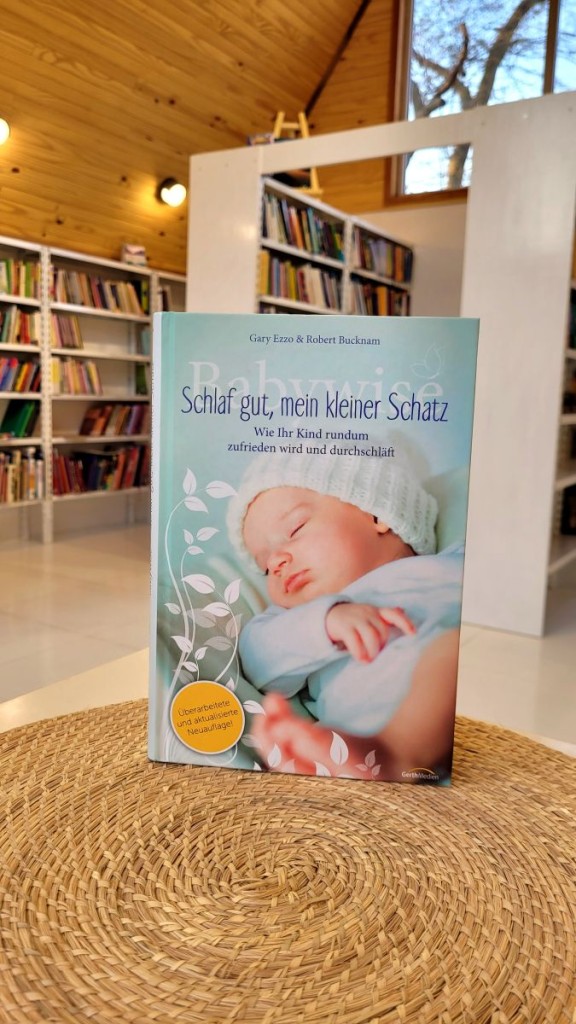 Gary Ezzo & Robert Bucknam
Babywise
Schlaf gut, mein kleiner Schatz
Wie Ihr Kind rundum
zufrieden wird und durchschläft
Überarbeitete
und aktualisierte
Neuauflage!
GerthMedien